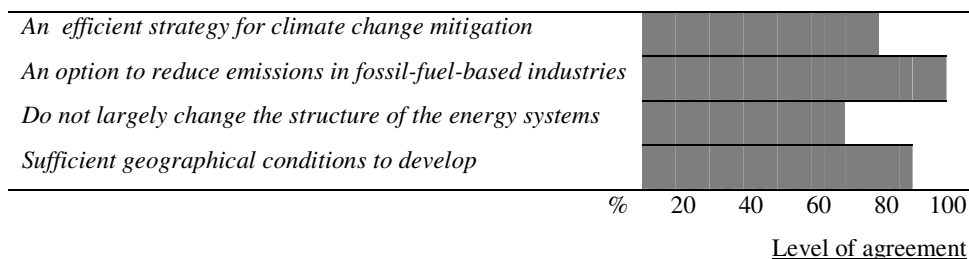 An efficient strategy for climate change mitigation
An option to reduce emissions in fossil-fuel-based industries
Do not largely change the structure of the energy systems
Sufficient geographical conditions to develop
% 20 40 60 80 100
Level of agreement